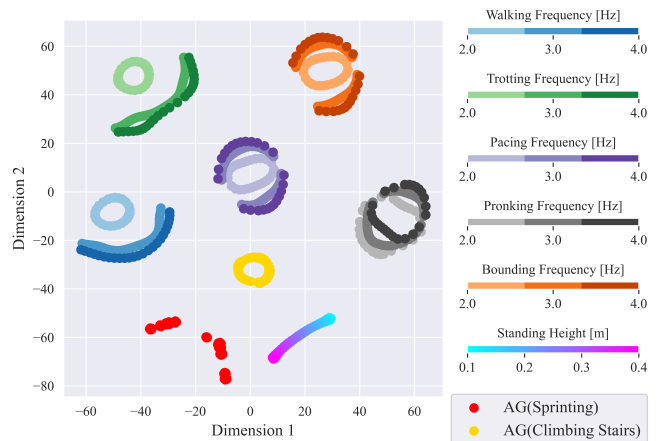 Walking Frequency [Hz]
2.0 3.0 4.0
Trotting Frequency [Hz]
2.0 3.0 4.0
Pacing Frequency [Hz]
2.0 3.0 4.0
Pronking Frequency [Hz]
2.0 3.0 4.0
Bounding Frequency [Hz]
2.0 3.0 4.0
Standing Height [m]
0.1 0.2 0.3 0.4
AG(Sprinting)
AG(Climbing Stairs)
Dimension 2
60
40
20
0
−20
−40
−60
−80
−60 −40 −20 0 20 40 60
Dimension 1